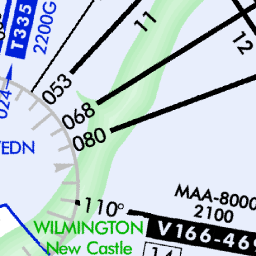 T335
2200G
11
12
053
024
068
080
EDN
110°
MAA-8000
2100
WILMINGTON
V166-46
New Castle
14